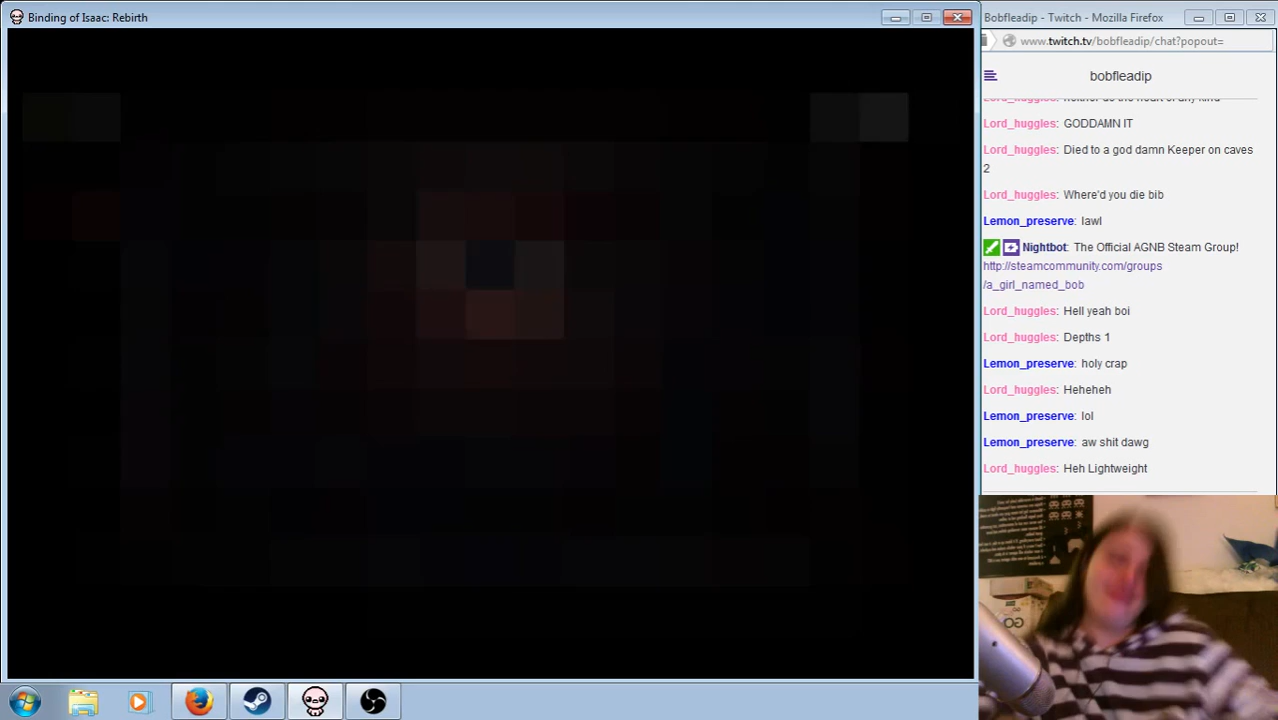 Binding of Isaac: Rebirth
Bobfleadip - Twitch - Mozilla Firefox
www.twitch.tv/bobfleadip/chat?popout=
bobfleadip
Lord_huggles: GODDAMN IT
Lord_huggles: Died to a god damn Keeper on caves
2
Lord_huggles: Where'd you die bib
Lemon_preserve: lawl
Nightbot: The Official AGNB Steam Group!
http://steamcommunity.com/groups
/a_girl_named_bob
Lord_huggles: Hell yeah boi
Lord_huggles: Depths 1
Lemon_preserve: holy crap
Lord_huggles: Heheheh
Lemon_preserve: lol
Lemon_preserve: aw shit dawg
Lord_huggles: Heh Lightweight
GO